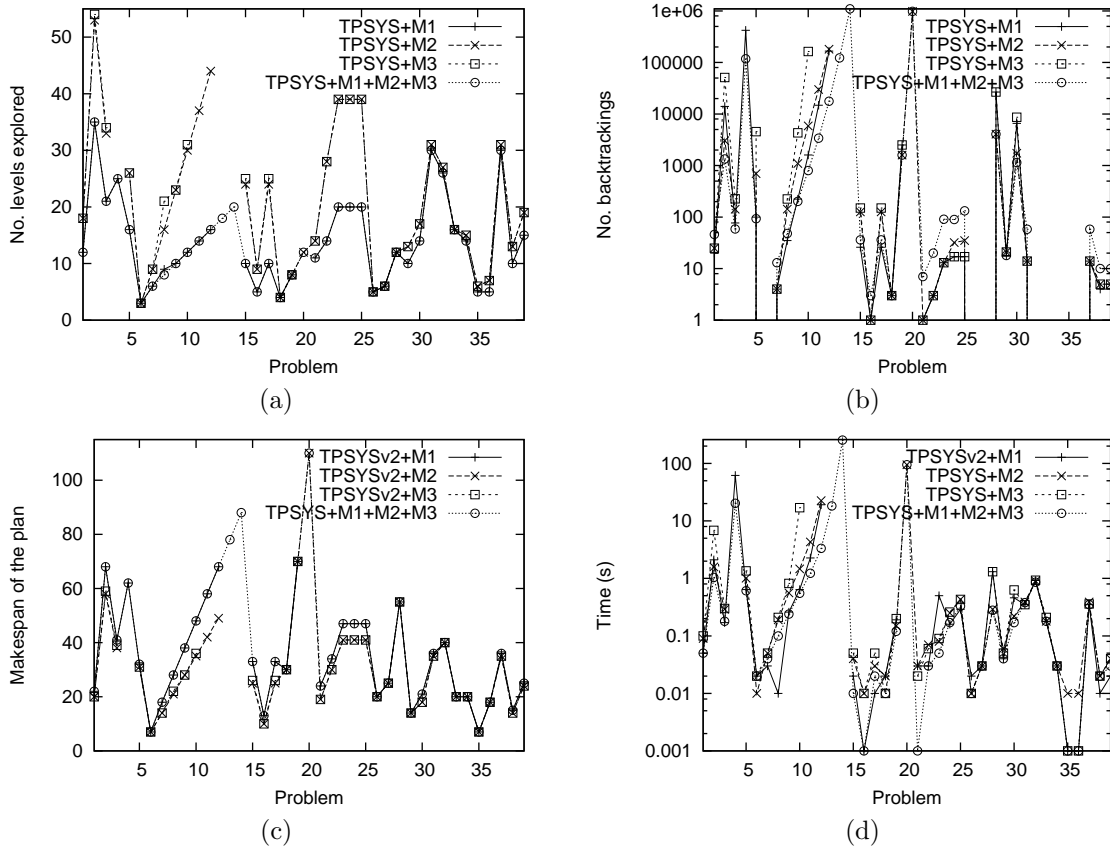 No. levels explored
50
40
30
20
10
0
5 10 15 20 25 30 35
Problem
TPSYS+M1
TPSYS+M2
TPSYS+M3
TPSYS+M1+M2+M3
(a)
No. backtrackings
1e+06
100000
10000
1000
100
10
1
5 10 15 20 25 30 35
Problem
TPSYS+M1
TPSYS+M2
TPSYS+M3
TPSYS+M1+M2+M3
(b)
Makespan of the plan
100
80
60
40
20
0
5 10 15 20 25 30 35
Problem
TPSYSv2+M1
TPSYSv2+M2
TPSYSv2+M3
TPSYS+M1+M2+M3
(c)
Time (s)
100
10
1
0.1
0.01
0.001
5 10 15 20 25 30 35
Problem
TPSYSv2+M1
TPSYS+M2
TPSYS+M3
TPSYS+M1+M2+M3
(d)